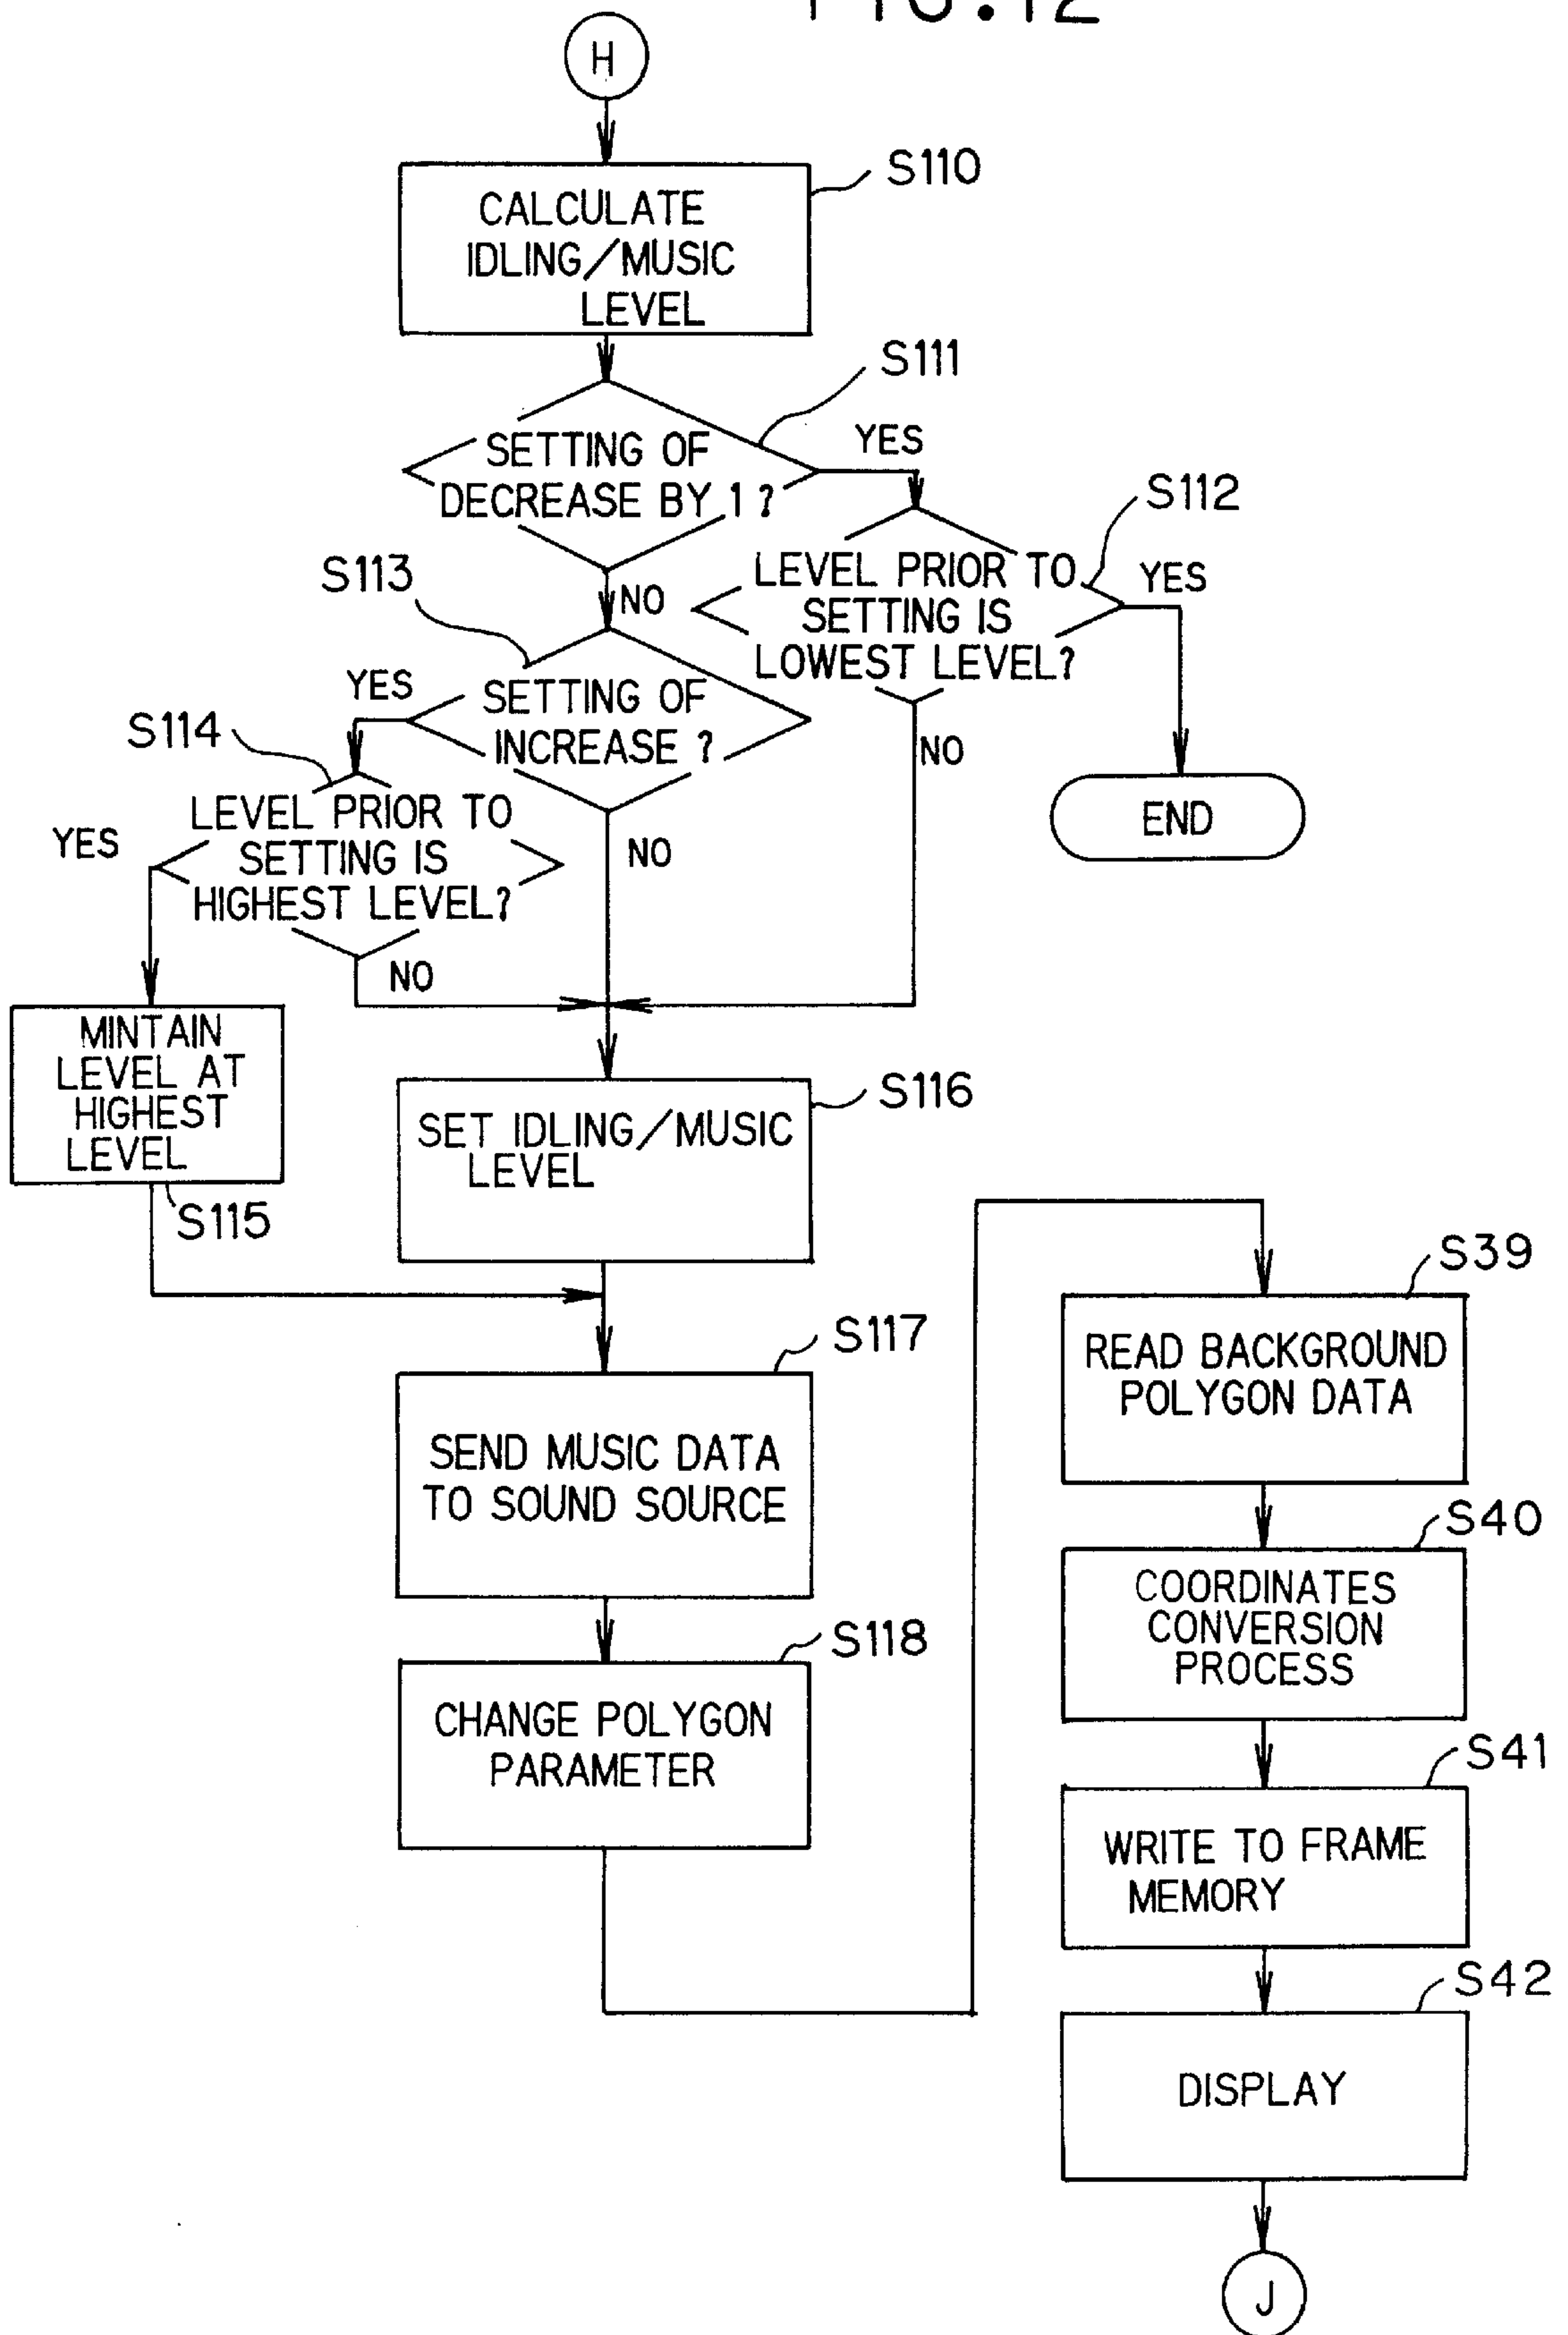 FIG.12
H
S110
CALCULATE
IDLING/MUSIC
LEVEL
S111
SETTING OF
DECREASE BY 1?
YES
S112
LEVEL PRIOR TO
SETTING IS
LOWEST LEVEL?
YES
NO
END
NO
S113
SETTING OF
INCREASE ?
YES
NO
S114
LEVEL PRIOR TO
SETTING IS
HIGHEST LEVEL?
YES
NO
MINTAIN
LEVEL AT
HIGHEST
LEVEL
S115
S116
SET IDLING/MUSIC
LEVEL
S117
SEND MUSIC DATA
TO SOUND SOURCE
S118
CHANGE POLYGON
PARAMETER
S39
READ BACKGROUND
POLYGON DATA
S40
COORDINATES
CONVERSION
PROCESS
S41
WRITE TO FRAME
MEMORY
S42
DISPLAY
J